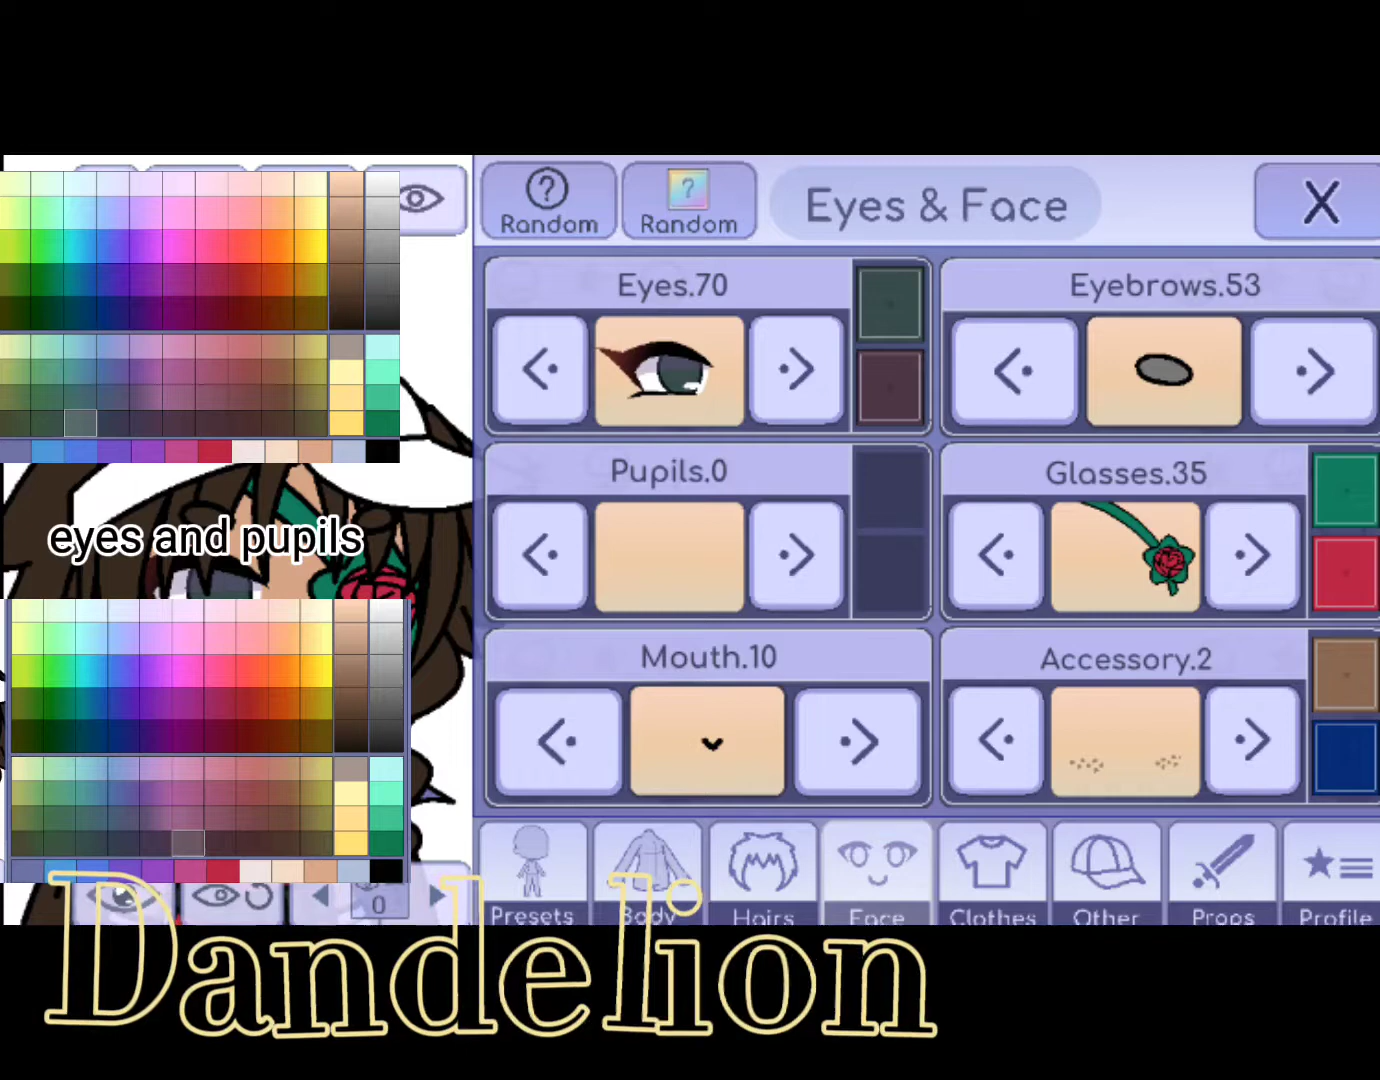 Random
Random
Eyes & Face
X
Eyes.70
Eyebrows.53
Pupils.0
Glasses.35
eyes and pupils
Mouth.10
Accessory.2
0
Presets
Body
Hairs
Face
Clothes
Other
Props
Profile
Dandelion